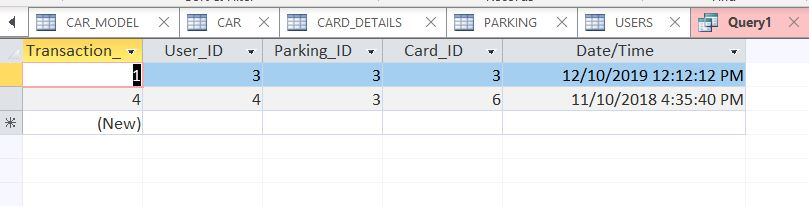 CAR_MODEL CAR CARD_DETAILS PARKING USERS Query1
Transaction_ User_ID Parking_ID Card_ID Date/Time
1 3 3 3 12/10/2019 12:12:12 PM
4 4 3 6 11/10/2018 4:35:40 PM
(New)